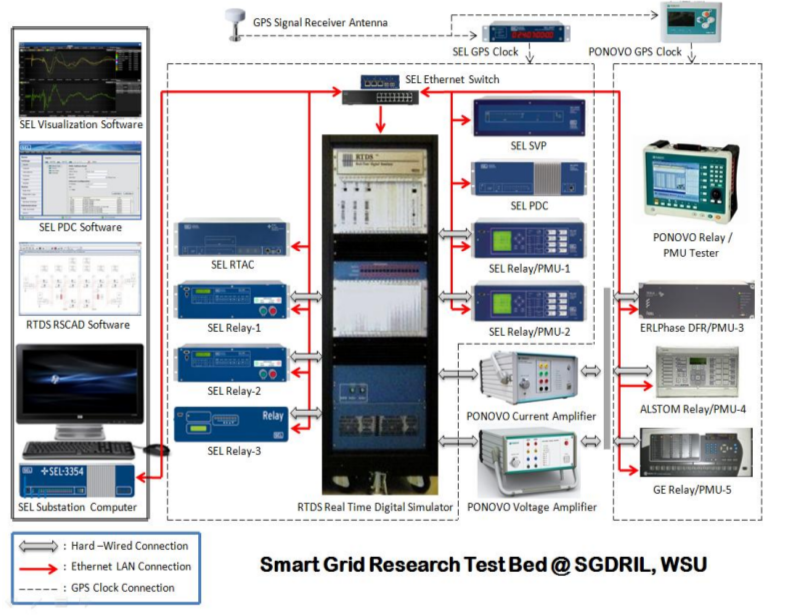 GPS Signal Receiver Antenna
SEL GPS Clock
PONOVO GPS Clock
SEL Ethernet Switch
SEL Visualization Software
SEL SVP
RTDS
SEL PDC Software
SEL PDC
PONOVO Relay /
PMU Tester
SEL RTAC
SEL Relay/PMU-1
RTDS RSCAD Software
SEL Relay-1
SEL Relay/PMU-2
ERLPhase DFR/PMU-3
SEL Relay-2
PONOVO Current Amplifier
ALSTOM Relay/PMU-4
Relay
SEL Relay-3
SEL-3354
SEL Substation Computer
RTDS Real Time Digital Simulator
PONOVO Voltage Amplifier
GE Relay/PMU-5
: Hard –Wired Connection
: Ethernet LAN Connection
: GPS Clock Connection
Smart Grid Research Test Bed @ SGDRIL, WSU